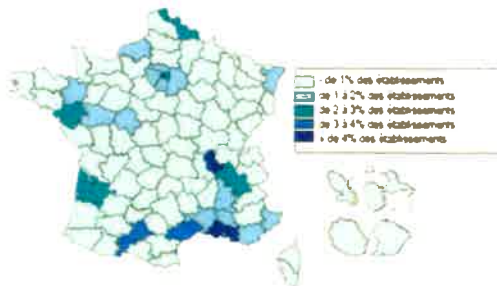 - de 1% des établissements
de 1 à 2% des établissements
de 2 à 3% des établissements
de 3 à 4% des établissements
+ de 4% des établissements